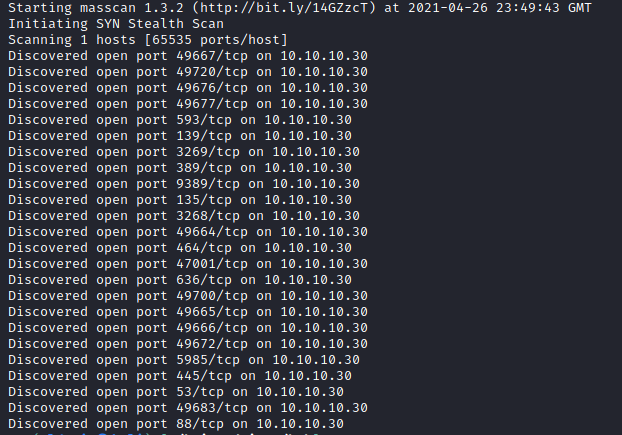 Starting masscan 1.3.2 (http://bit.ly/14GZzcT) at 2021-04-26 23:49:43 GMT
Initiating SYN Stealth Scan
Scanning 1 hosts [65535 ports/host]
Discovered open port 49667/tcp on 10.10.10.30
Discovered open port 49720/tcp on 10.10.10.30
Discovered open port 49676/tcp on 10.10.10.30
Discovered open port 49677/tcp on 10.10.10.30
Discovered open port 593/tcp on 10.10.10.30
Discovered open port 139/tcp on 10.10.10.30
Discovered open port 3269/tcp on 10.10.10.30
Discovered open port 389/tcp on 10.10.10.30
Discovered open port 9389/tcp on 10.10.10.30
Discovered open port 135/tcp on 10.10.10.30
Discovered open port 3268/tcp on 10.10.10.30
Discovered open port 49664/tcp on 10.10.10.30
Discovered open port 464/tcp on 10.10.10.30
Discovered open port 47001/tcp on 10.10.10.30
Discovered open port 636/tcp on 10.10.10.30
Discovered open port 49700/tcp on 10.10.10.30
Discovered open port 49665/tcp on 10.10.10.30
Discovered open port 49666/tcp on 10.10.10.30
Discovered open port 49672/tcp on 10.10.10.30
Discovered open port 5985/tcp on 10.10.10.30
Discovered open port 445/tcp on 10.10.10.30
Discovered open port 53/tcp on 10.10.10.30
Discovered open port 49683/tcp on 10.10.10.30
Discovered open port 88/tcp on 10.10.10.30